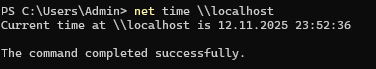 PS C:\Users\Admin> net time \\localhost
Current time at \\localhost is 12.11.2025 23:52:36
The command completed successfully.